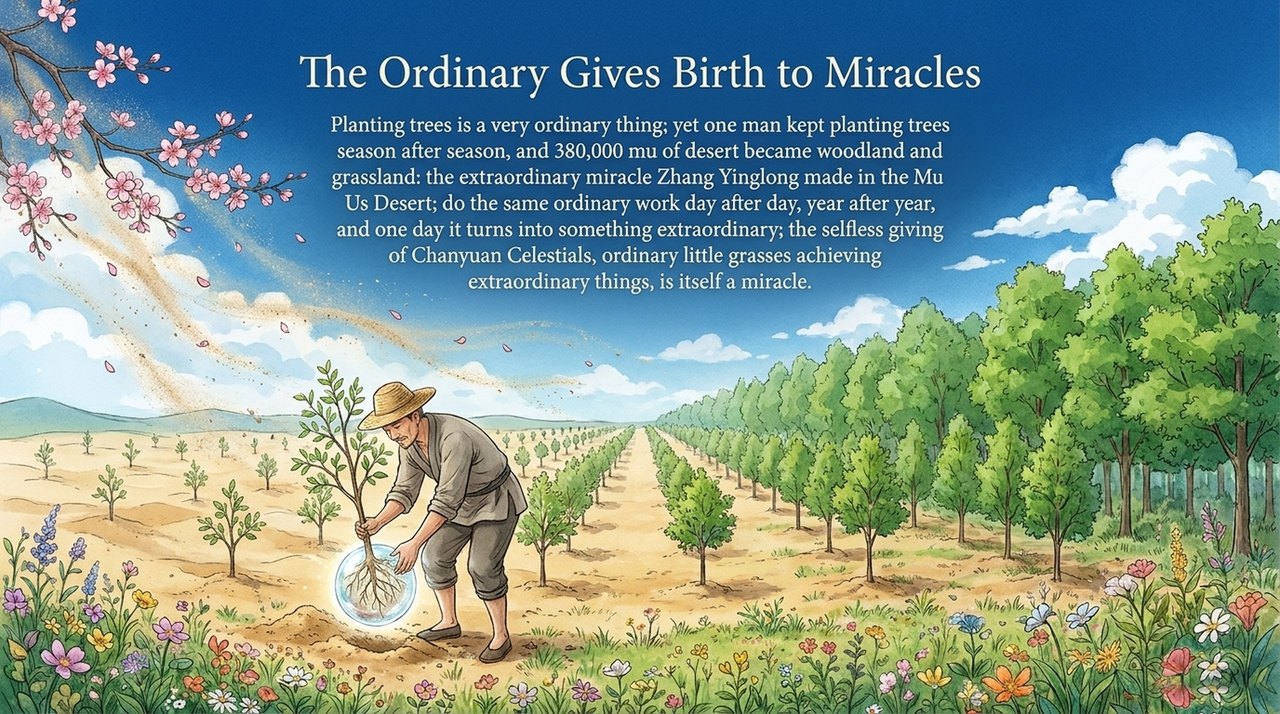 The Ordinary Gives Birth to Miracles
Planting trees is a very ordinary thing; yet one man kept planting trees
season after season, and 380,000 mu of desert became woodland and
grassland: the extraordinary miracle Zhang Yinglong made in the Mu
Us Desert; do the same ordinary work day after day, year after year,
and one day it turns into something extraordinary; the selfless giving
of Chanyuan Celestials, ordinary little grasses achieving
extraordinary things, is itself a miracle.